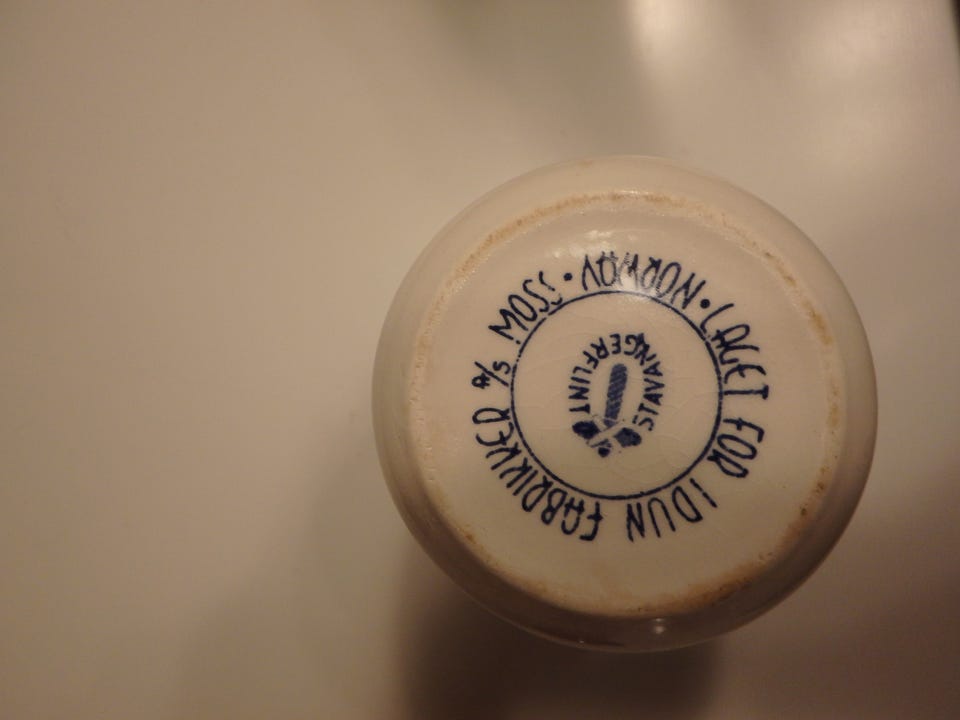 LAGET FOR IDUN FABRIKKER A/S MOSS • NORWAY •
STAVANGERFLINT